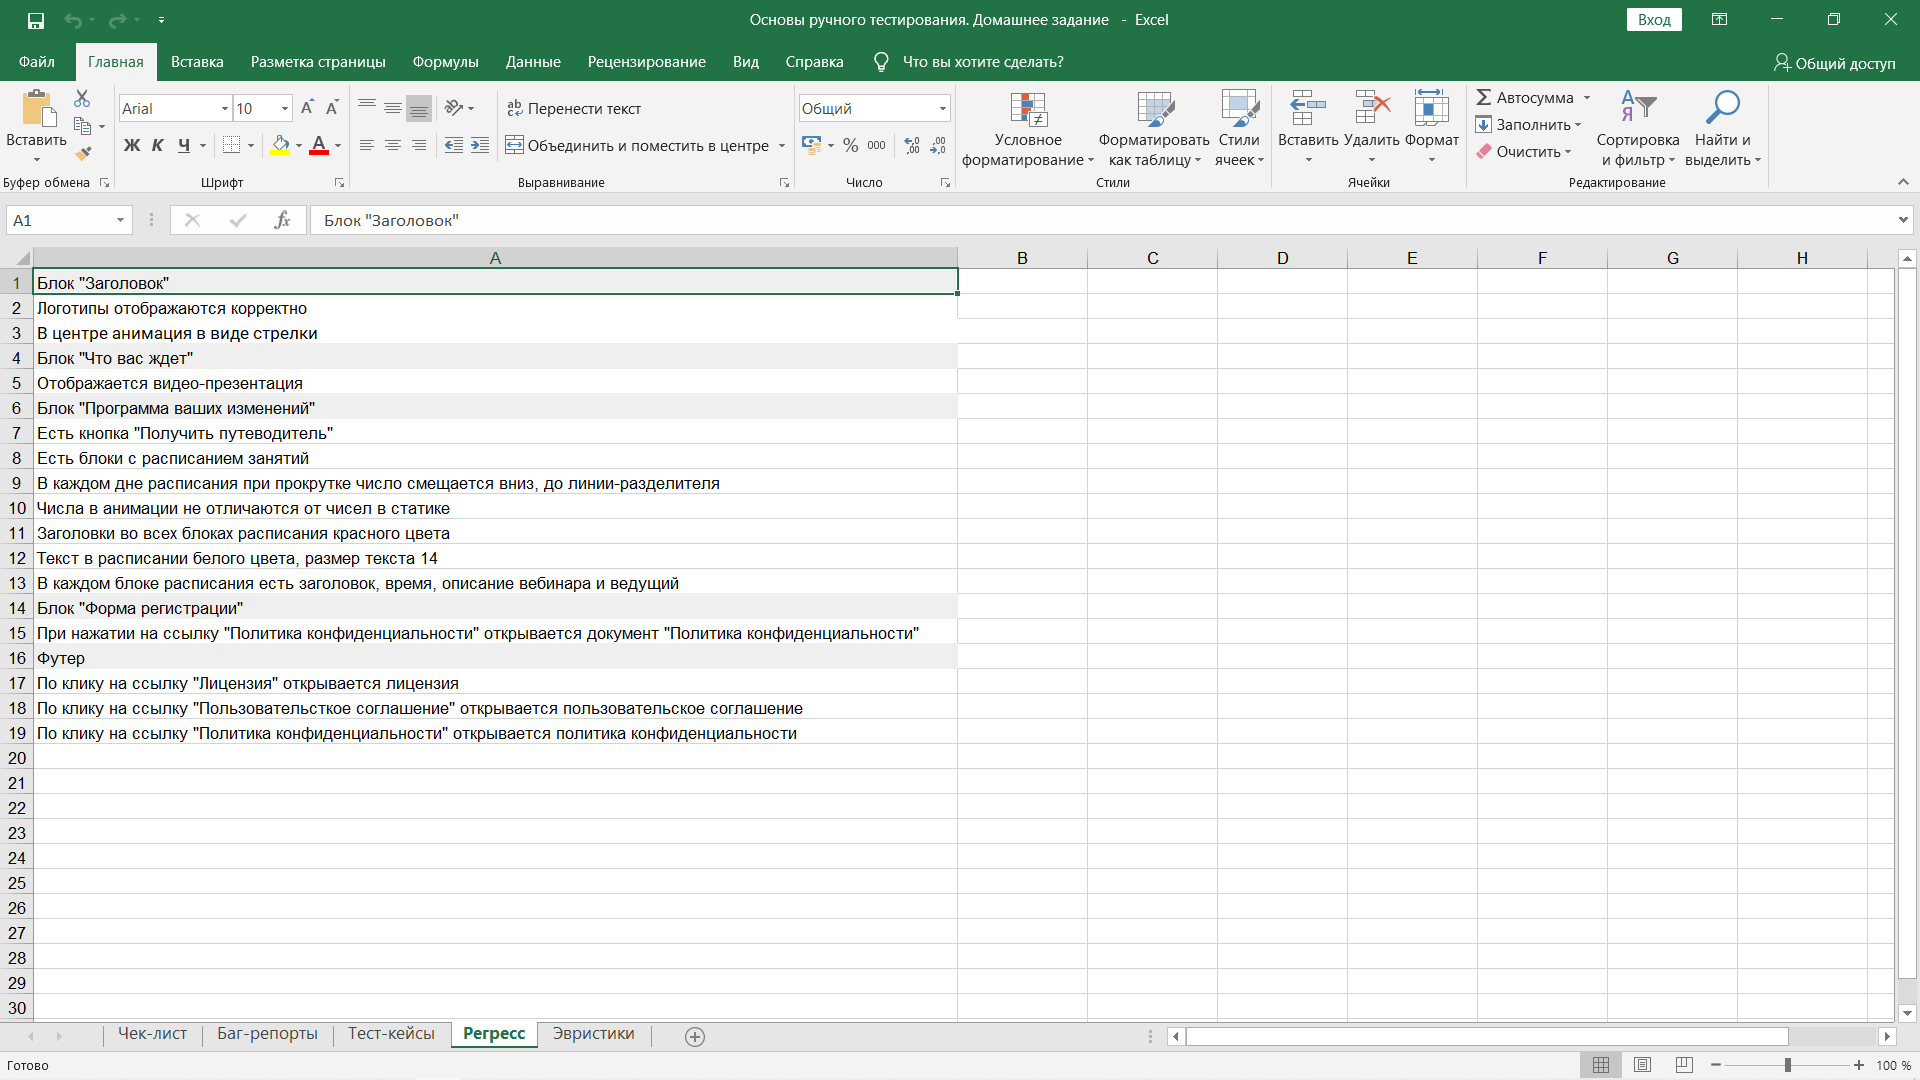 Основы ручного тестирования. Домашнее задание - Excel
Вход
Файл Главная Вставка Разметка страницы Формулы Данные Рецензирование Вид Справка Что вы хотите сделать? Общий доступ
Вставить
Буфер обмена
Arial 10
Ж К Ч А
Шрифт
Перенести текст
Объединить и поместить в центре
Выравнивание
Общий
% 000
Число
Условное форматирование
Форматировать как таблицу
Стили ячеек
Стили
Вставить Удалить Формат
Ячейки
Автосумма
Заполнить
Очистить
Сортировка и фильтр
Найти и выделить
Редактирование
A1 fx Блок "Заголовок"
A B C D E F G H
1 Блок "Заголовок"
2 Логотипы отображаются корректно
3 В центре анимация в виде стрелки
4 Блок "Что вас ждет"
5 Отображается видео-презентация
6 Блок "Программа ваших изменений"
7 Есть кнопка "Получить путеводитель"
8 Есть блоки с расписанием занятий
9 В каждом дне расписания при прокрутке число смещается вниз, до линии-разделителя
10 Числа в анимации не отличаются от чисел в статике
11 Заголовки во всех блоках расписания красного цвета
12 Текст в расписании белого цвета, размер текста 14
13 В каждом блоке расписания есть заголовок, время, описание вебинара и ведущий
14 Блок "Форма регистрации"
15 При нажатии на ссылку "Политика конфиденциальности" открывается документ "Политика конфиденциальности"
16 Футер
17 По клику на ссылку "Лицензия" открывается лицензия
18 По клику на ссылку "Пользовательсткое соглашение" открывается пользовательское соглашение
19 По клику на ссылку "Политика конфиденциальности" открывается политика конфиденциальности
20
21
22
23
24
25
26
27
28
29
30
Чек-лист Баг-репорты Тест-кейсы Регресс Эвристики
Готово 100 %